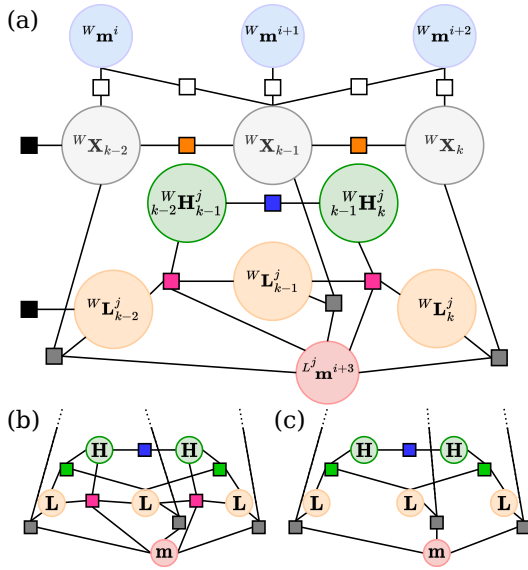 (a)
^W m^i ^W m^{i+1} ^W m^{i+2}
^W X_{k-2} ^W X_{k-1} ^W X_k
^W_{k-2} H^j_{k-1} ^W_{k-1} H^j_k
^W L^j_{k-2} ^W L^j_{k-1} ^W L^j_k
^{L^j} m^{i+3}
(b) (c)
H H H H
L L L L L L
m m